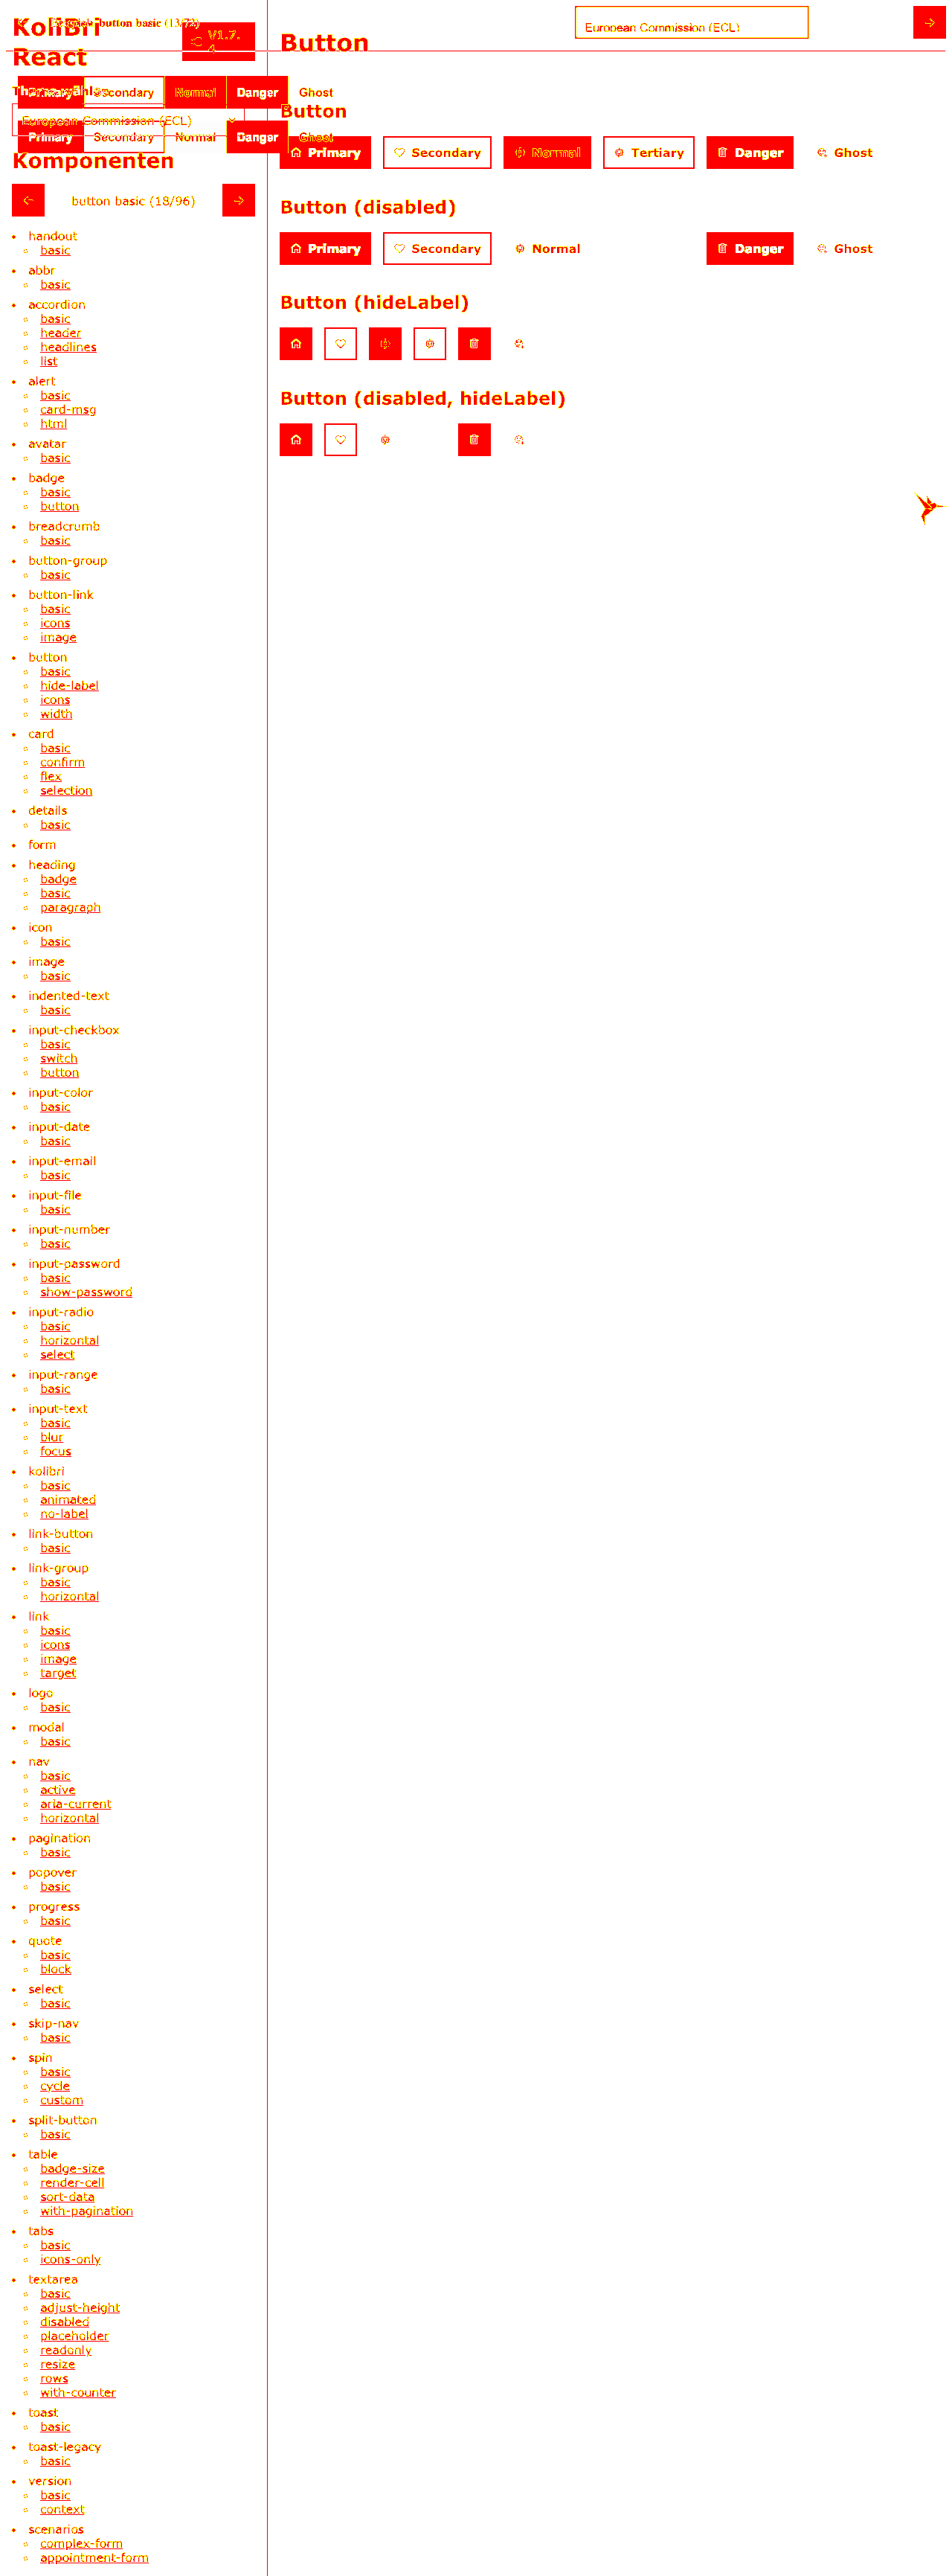 KoliBri
React
button basic (13/72)
V1.7.
4
European Commission (ECL)
Button
Primary Secondary Normal Danger Ghost
European Commission (ECL)
Primary Secondary Normal Danger Ghost
Komponenten
button basic (18/96)
handout
basic
abbr
basic
accordion
basic
header
headlines
list
alert
basic
card-msg
html
avatar
basic
badge
basic
button
breadcrumb
basic
button-group
basic
button-link
basic
icons
image
button
basic
hide-label
icons
width
card
basic
confirm
flex
selection
details
basic
form
heading
badge
basic
paragraph
icon
basic
image
basic
indented-text
basic
input-checkbox
basic
switch
button
input-color
basic
input-date
basic
input-email
basic
input-file
basic
input-number
basic
input-password
basic
show-password
input-radio
basic
horizontal
select
input-range
basic
input-text
basic
blur
focus
kolibri
basic
animated
no-label
link-button
basic
link-group
basic
horizontal
link
basic
icons
image
target
logo
basic
modal
basic
nav
basic
active
aria-current
horizontal
pagination
basic
popover
basic
progress
basic
quote
basic
block
select
basic
skip-nav
basic
spin
basic
cycle
custom
split-button
basic
table
badge-size
render-cell
sort-data
with-pagination
tabs
basic
icons-only
textarea
basic
adjust-height
disabled
placeholder
readonly
resize
rows
with-counter
toast
basic
toast-legacy
basic
version
basic
context
scenarios
complex-form
appointment-form
Button
Primary Secondary Normal Tertiary Danger Ghost
Button (disabled)
Primary Secondary Normal Danger Ghost
Button (hideLabel)
Button (disabled, hideLabel)